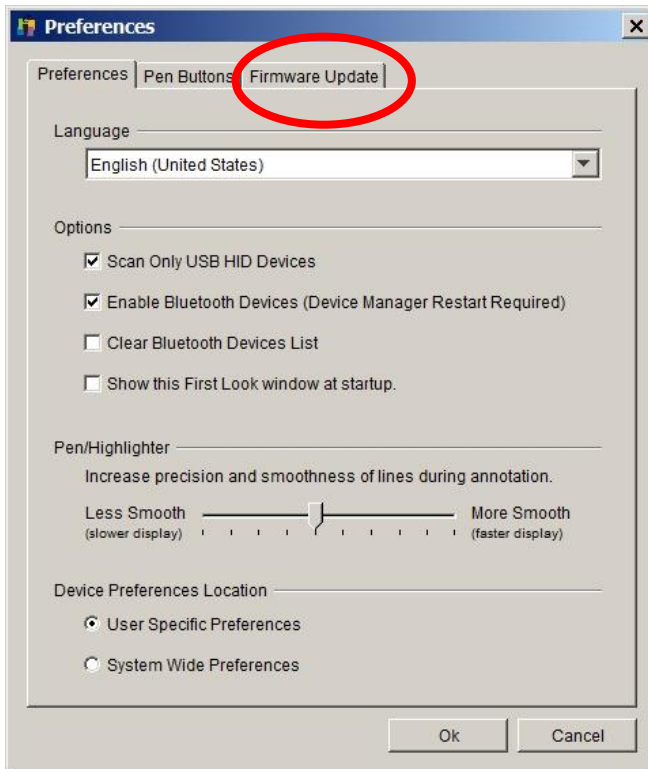 Preferences
Preferences Pen Buttons Firmware Update
Language
English (United States)
Options
Scan Only USB HID Devices
Enable Bluetooth Devices (Device Manager Restart Required)
Clear Bluetooth Devices List
Show this First Look window at startup.
Pen/Highlighter
Increase precision and smoothness of lines during annotation.
Less Smooth More Smooth
(slower display) (faster display)
Device Preferences Location
User Specific Preferences
System Wide Preferences
Ok Cancel